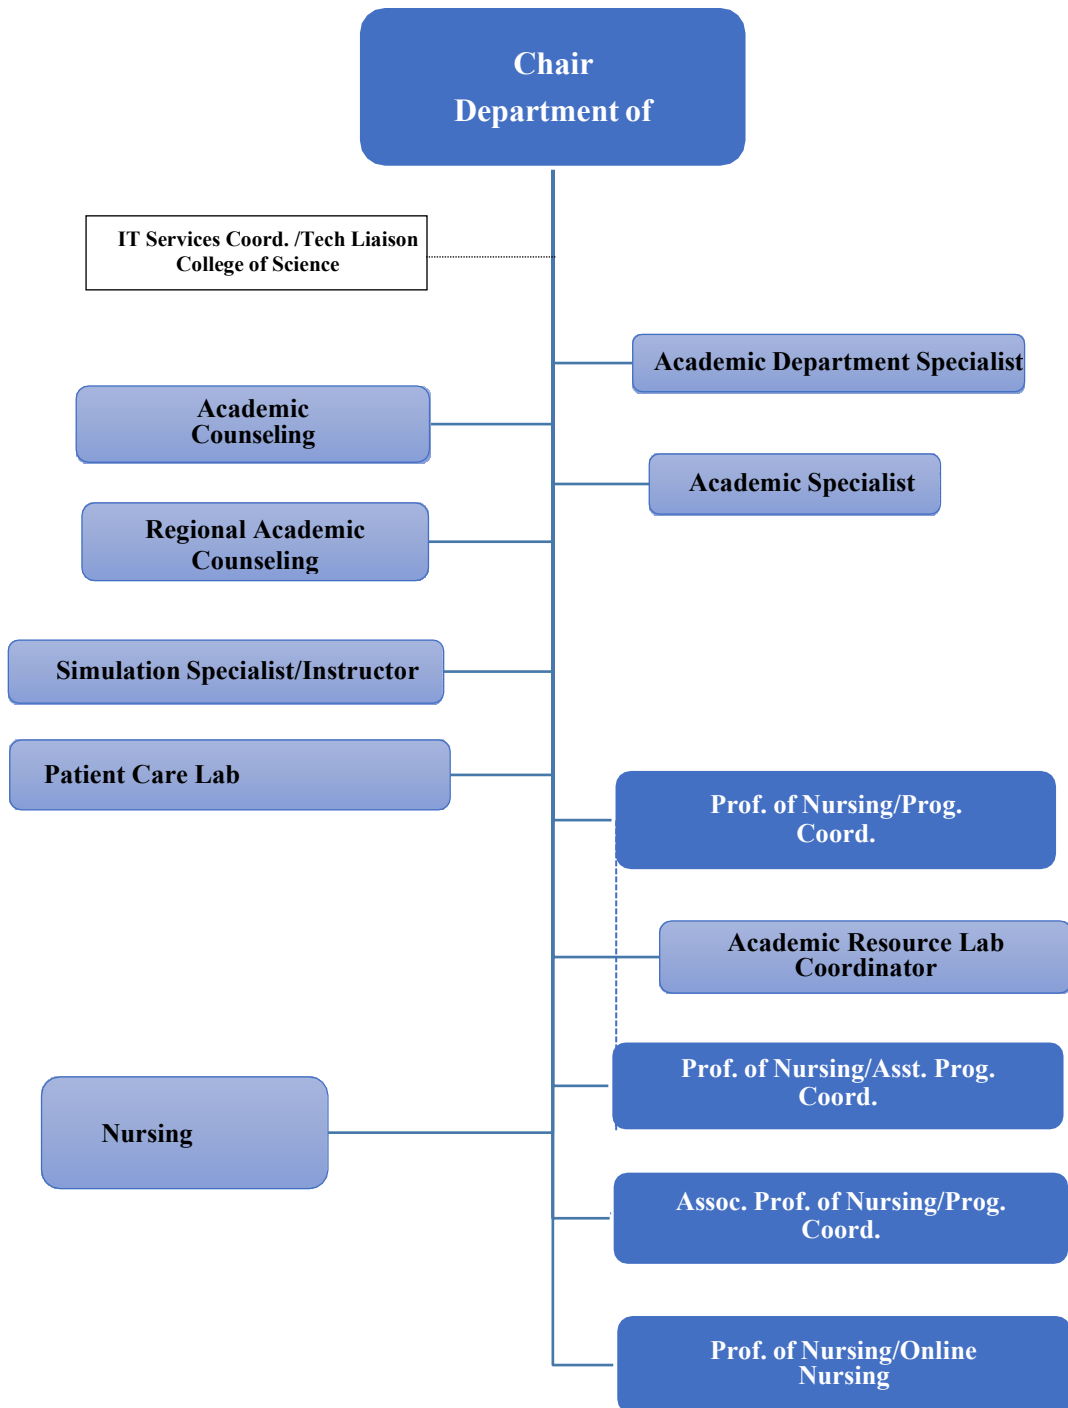 Chair
Department of
IT Services Coord. /Tech Liaison
College of Science
Academic Department Specialist
Academic
Counseling
Academic Specialist
Regional Academic
Counseling
Simulation Specialist/Instructor
Patient Care Lab
Prof. of Nursing/Prog.
Coord.
Academic Resource Lab
Coordinator
Prof. of Nursing/Asst. Prog.
Coord.
Nursing
Assoc. Prof. of Nursing/Prog.
Coord.
Prof. of Nursing/Online
Nursing